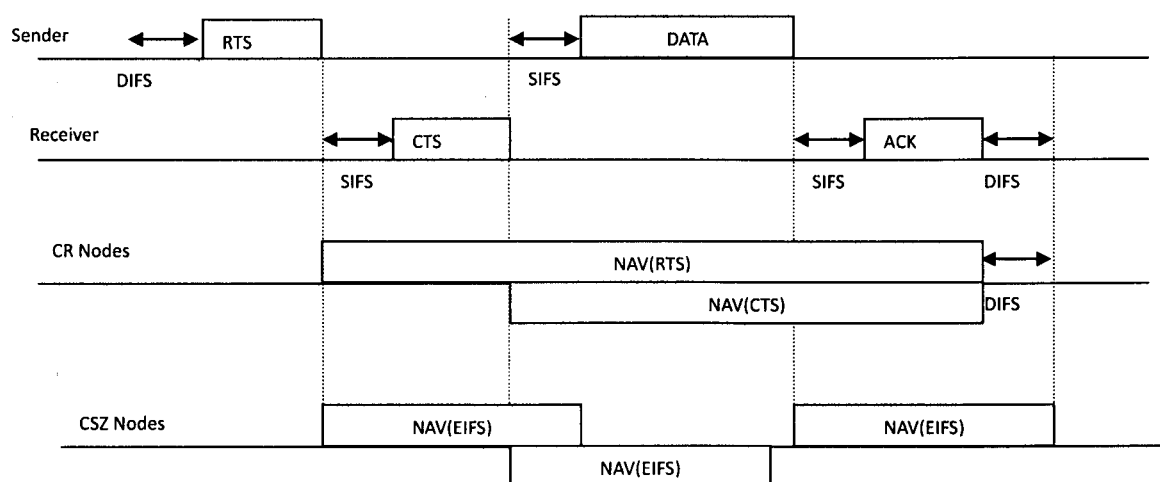 Sender
RTS
DATA
DIFS
SIFS
Receiver
CTS
ACK
SIFS
SIFS
DIFS
CR Nodes
NAV(RTS)
NAV(CTS)
DIFS
CSZ Nodes
NAV(EIFS)
NAV(EIFS)
NAV(EIFS)